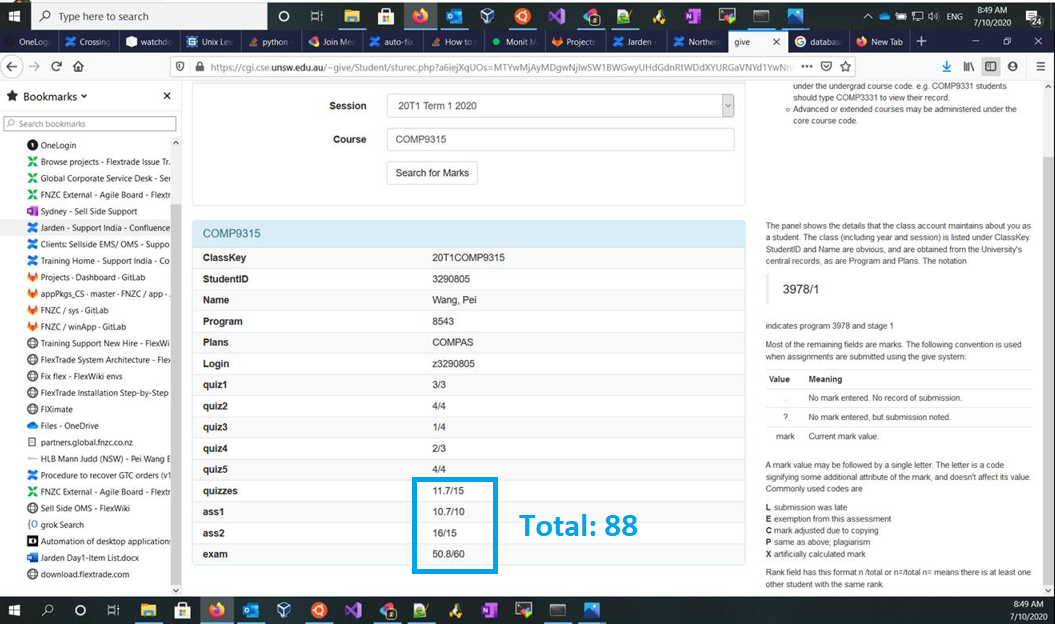 Type here to search
ENG
8:49 AM
7/10/2020
24
OneLog
Crossing
watchdo
Unix Les
python -
Join Mee
auto-fix
How to s
Monit M
Projects
Jarden -
Northern
give
databas
New Tab
Bookmarks
Search bookmarks
OneLogin
Browse projects - Flextrade Issue Tr.
Global Corporate Service Desk - Ser
FNZC External - Agile Board - Flextr
Sydney - Sell Side Support
Jarden - Support India - Confluence
Clients: Sellside EMS/ OMS - Suppo
Training Home - Support India - Co
Projects · Dashboard · GitLab
appPkgs_CS · master · FNZC / app · .
FNZC / sys · GitLab
FNZC / winApp · GitLab
Training Support New Hire - FlexWi
FlexTrade System Architecture - Flex
Fix flex - FlexWiki envs
FlexTrade Installation Step-by-Step
FIXimate
Files - OneDrive
partners.global.fnzc.co.nz
HLB Mann Judd (NSW) - Pei Wang E
Procedure to recover GTC orders (v1
FNZC External - Agile Board - Flextr
Sell Side OMS - FlexWiki
grok Search
Automation of desktop applications
Jarden Day1-Item List.docx
download.flextrade.com
Session
20T1 Term 1 2020
Course
COMP9315
Search for Marks
COMP9315
ClassKey 20T1COMP9315
StudentID 3290805
Name Wang, Pei
Program 8543
Plans COMPAS
Login z3290805
quiz1 3/3
quiz2 4/4
quiz3 1/4
quiz4 2/3
quiz5 4/4
quizzes 11.7/15
ass1 10.7/10
ass2 16/15
exam 50.8/60
Total: 88
under the undergrad course code. e.g. COMP9331 students
should type COMP3331 to view their record.
Advanced or extended courses may be administered under the
core course code.
The panel shows the details that the class account maintains about you as
a student. The class (including year and session) is listed under ClassKey.
StudentID and Name are obvious, and are obtained from the University's
central records, as are Program and Plans. The notation
3978/1
indicates program 3978 and stage 1
Most of the remaining fields are marks. The following convention is used
when assignments are submitted using the give system:
Value Meaning
. No mark entered. No record of submission.
? No mark entered, but submission noted.
mark Current mark value.
A mark value may be followed by a single letter. The letter is a code
signifying some additional attribute of the mark, and doesn't affect its value.
Commonly used codes are
L submission was late
E exemption from this assessment
C mark adjusted due to copying
P same as above; plagiarism
X artificially calculated mark
Rank field has this format n /total or n=/total n= means there is at least one
other student with the same rank
8:49 AM
7/10/2020